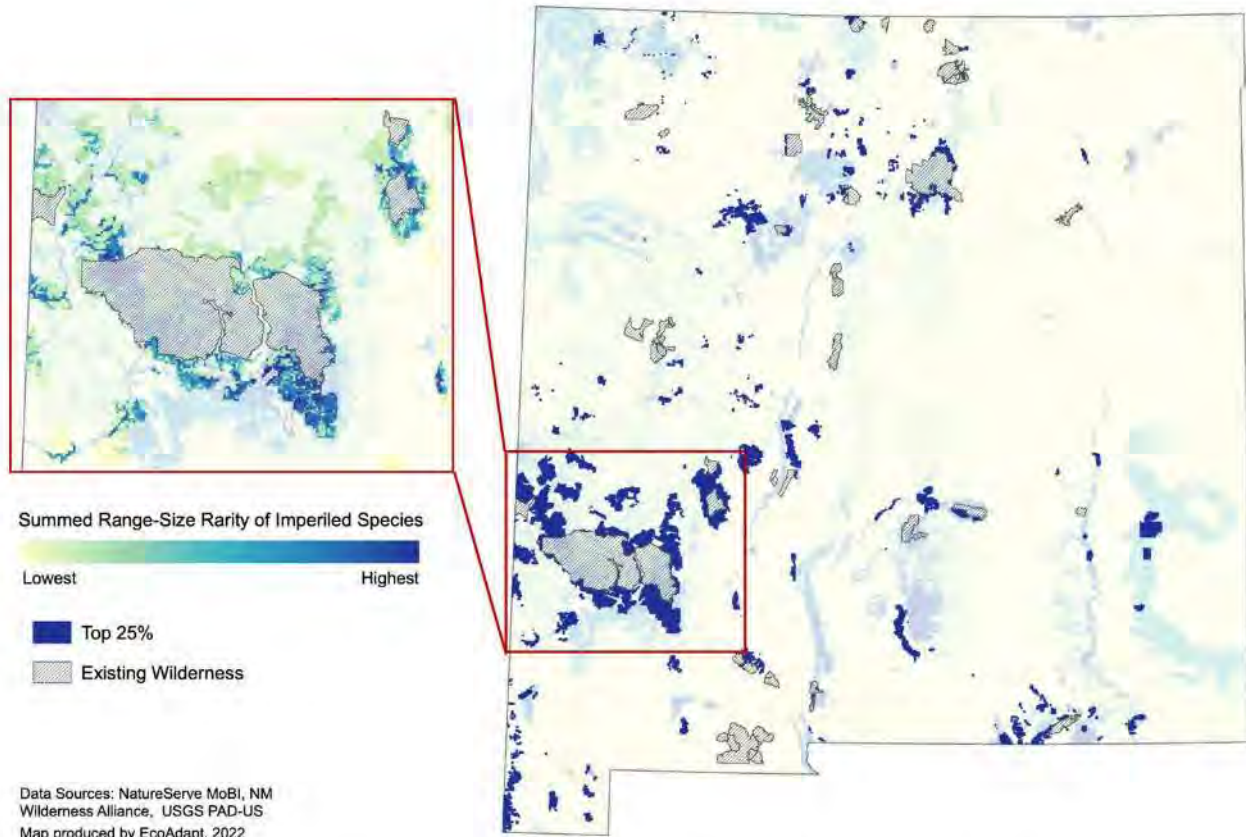 Summed Range-Size Rarity of Imperiled Species
Lowest Highest
Top 25%
Existing Wilderness
Data Sources: NatureServe MoBI, NM
Wilderness Alliance, USGS PAD-US
Map produced by EcoAdapt, 2022